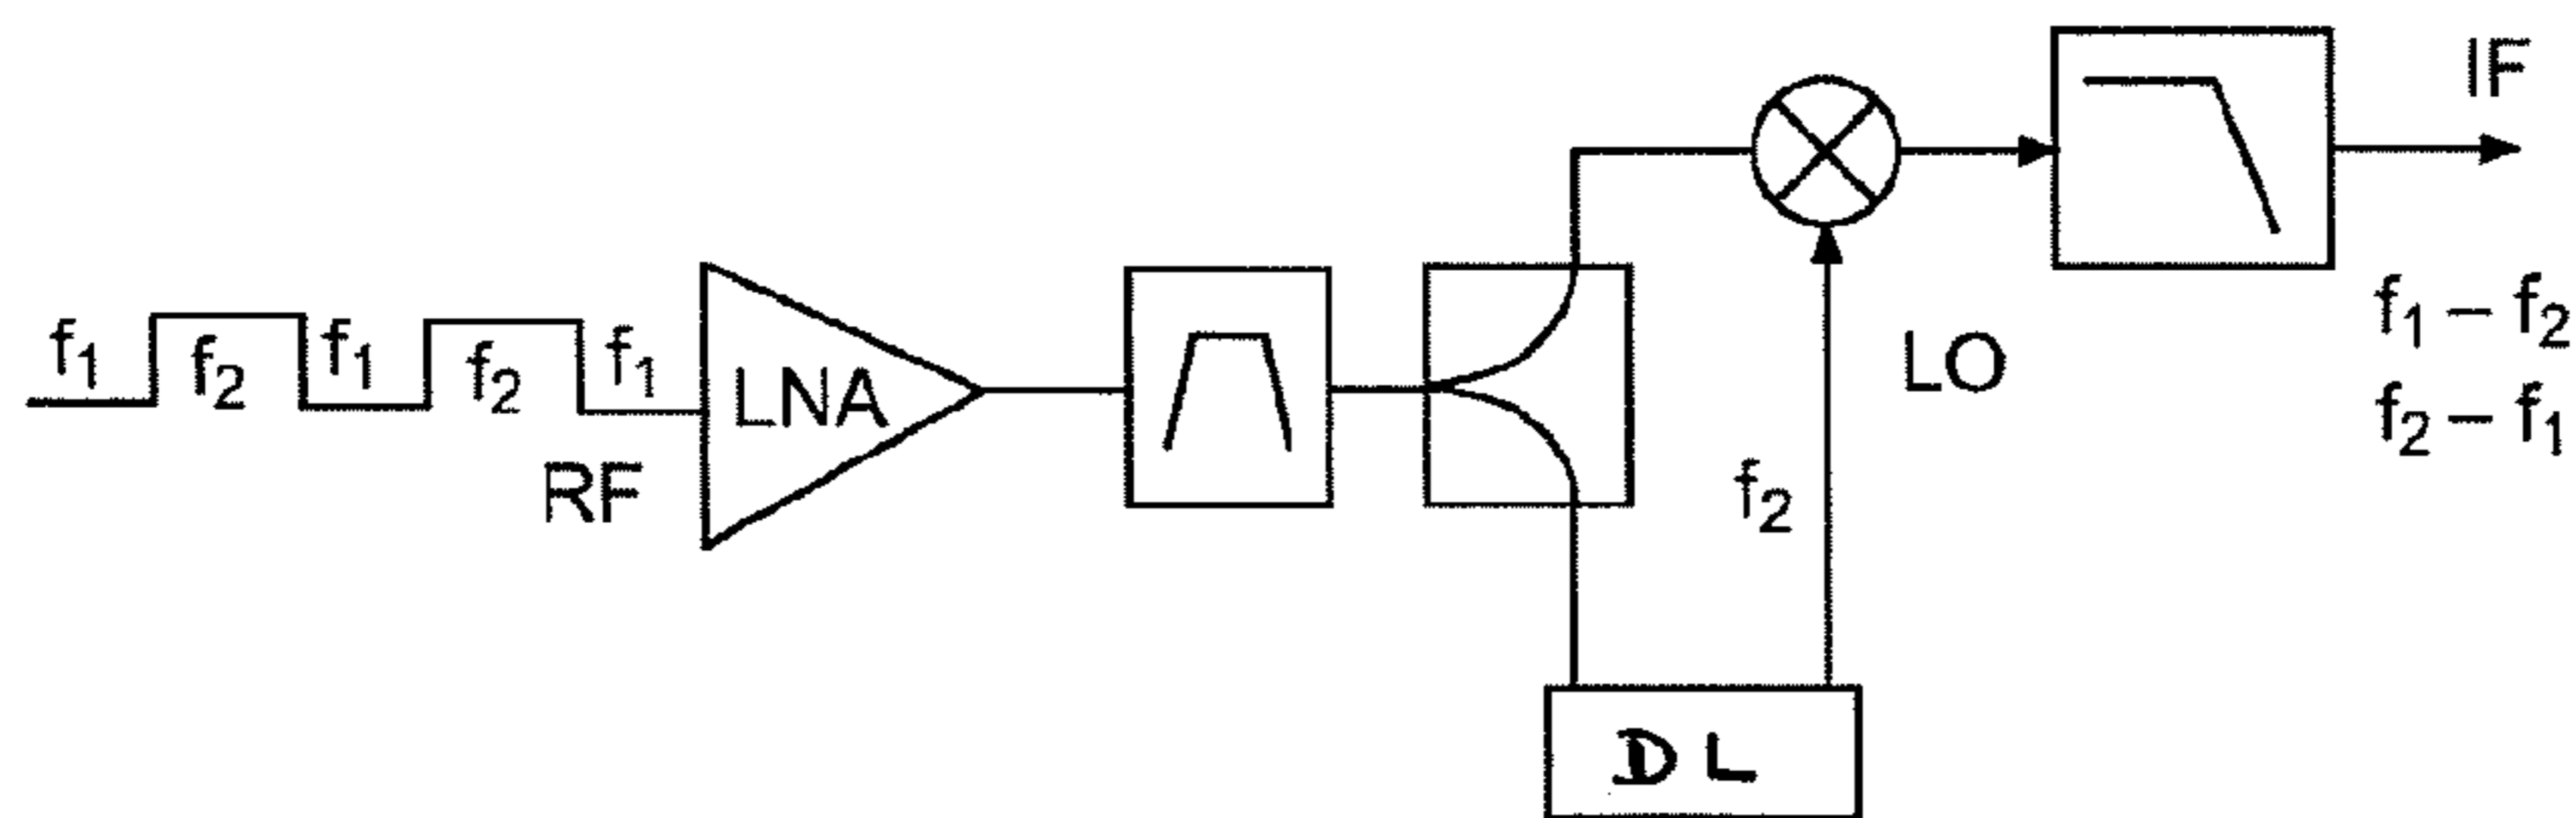 f₁ f₂ f₁ f₂ f₁
RF
LNA
f₂
LO
DL
IF
f₁ – f₂
f₂ – f₁